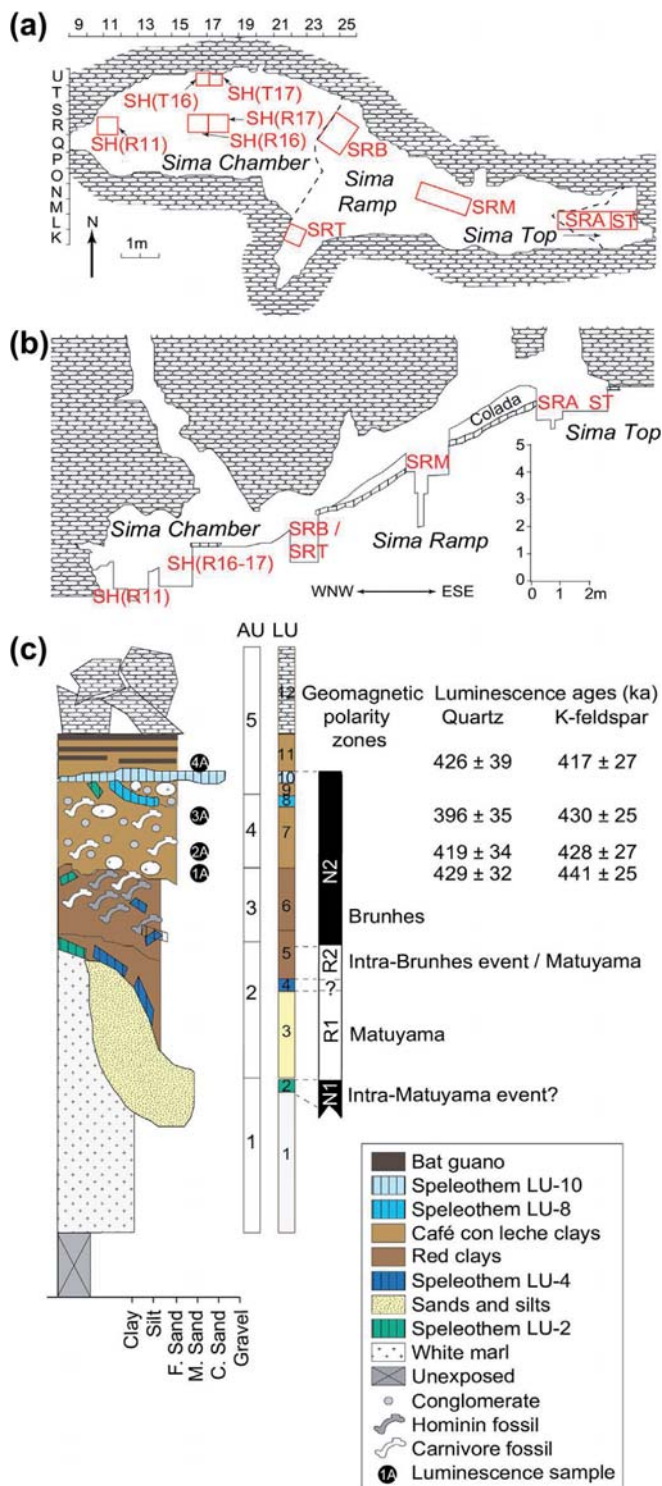 (a)
9 11 13 15 17 19 21 23 25
U
T
S
R
Q
P
O
N
M
L
K
SH(T16)
SH(T17)
SH(R17)
SH(R16)
SH(R11)
Sima Chamber
SRB
Sima
Ramp
SRM
SRT
SRA ST
Sima Top
N
1m
(b)
Colada
SRA ST
Sima Top
SRM
Sima Chamber
SRB /
SRT
SH(R16-17)
Sima Ramp
SH(R11)
WNW ESE
5
4
3
2
1
0
0 1 2m
(c)
AU LU
Geomagnetic
polarity
zones
Luminescence ages (ka)
Quartz K-feldspar
4A 426 ± 39 417 ± 27
3A 396 ± 35 430 ± 25
2A 419 ± 34 428 ± 27
1A 429 ± 32 441 ± 25
5
4
3
2
1
12
11
10
9
8
7
6
5
4
3
2
1
N2
R2
?
R1
N1
Brunhes
Intra-Brunhes event / Matuyama
Matuyama
Intra-Matuyama event?
Clay
Silt
F. Sand
M. Sand
C. Sand
Gravel
Bat guano
Speleothem LU-10
Speleothem LU-8
Café con leche clays
Red clays
Speleothem LU-4
Sands and silts
Speleothem LU-2
White marl
Unexposed
Conglomerate
Hominin fossil
Carnivore fossil
1A Luminescence sample